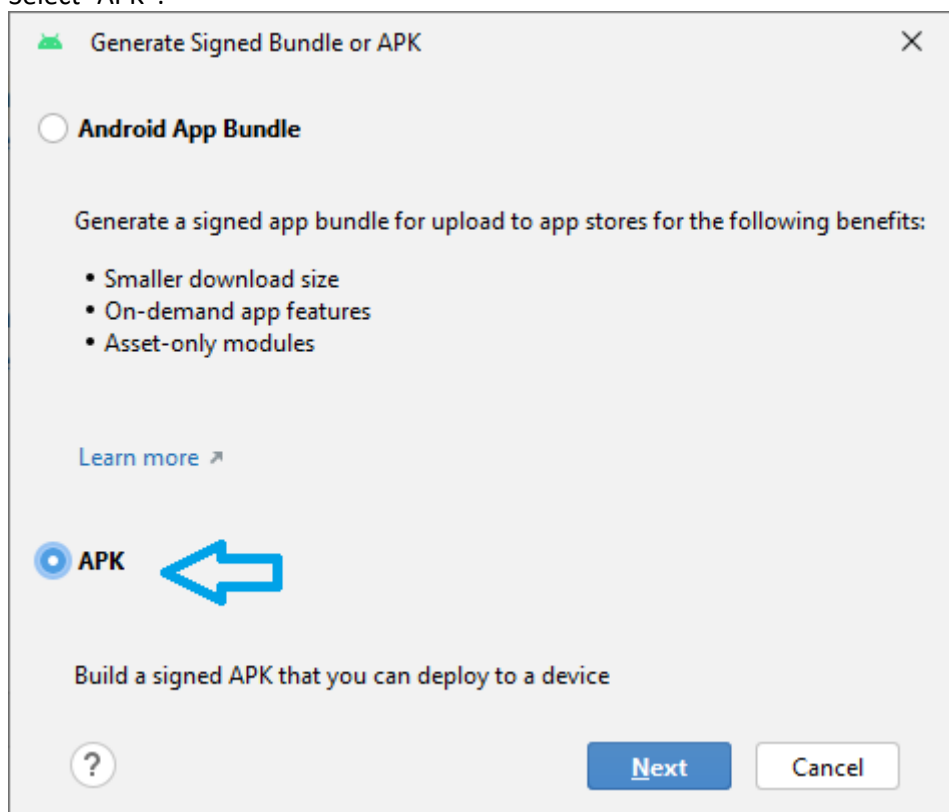 Select "APK".
Generate Signed Bundle or APK
Android App Bundle
Generate a signed app bundle for upload to app stores for the following benefits:
• Smaller download size
• On-demand app features
• Asset-only modules
Learn more ↗
APK
Build a signed APK that you can deploy to a device
?
Next Cancel